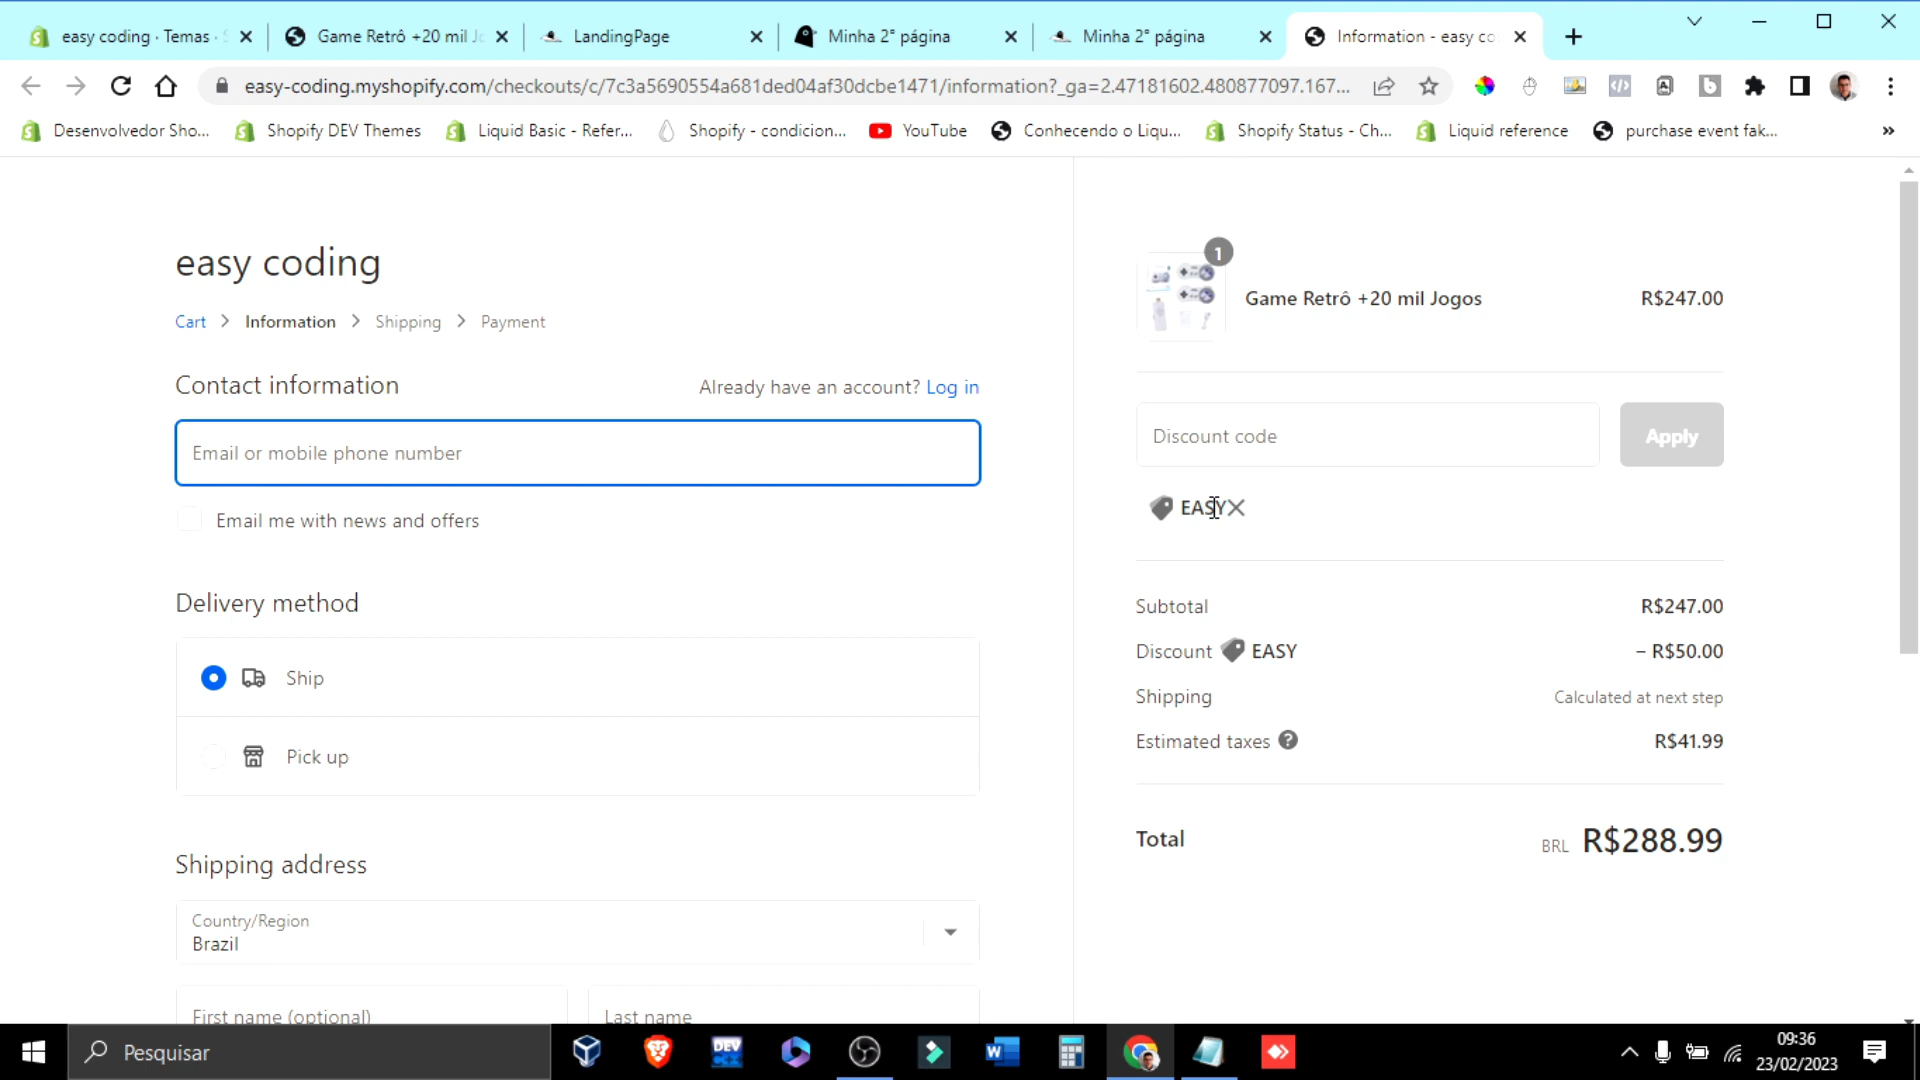 easy coding · Temas ·
Game Retrô +20 mil Jo
LandingPage
Minha 2° página
Minha 2° página
Information - easy co
easy-coding.myshopify.com/checkouts/c/7c3a5690554a681ded04af30dcbe1471/information?_ga=2.47181602.480877097.167...
Desenvolvedor Sho...
Shopify DEV Themes
Liquid Basic - Refer...
Shopify - condicion...
YouTube
Conhecendo o Liqu...
Shopify Status - Ch...
Liquid reference
purchase event fak...
»
easy coding
Cart > Information > Shipping > Payment
Contact information
Already have an account? Log in
Email or mobile phone number
Email me with news and offers
Delivery method
Ship
Pick up
Shipping address
Country/Region
Brazil
First name (optional)
Last name
1
Game Retrô +20 mil Jogos
R$247.00
Discount code
Apply
EASY
Subtotal
R$247.00
Discount EASY
− R$50.00
Shipping
Calculated at next step
Estimated taxes ?
R$41.99
Total
BRL R$288.99
Pesquisar
DEV
C++
W
09:36
23/02/2023